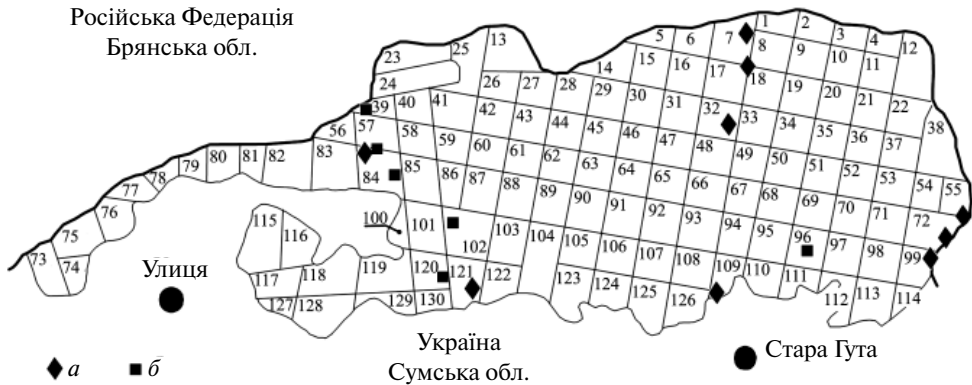 Російська Федерація
Брянська обл.
1 2 3 4 12
5 6 7 8 9 10 11
13
23 25
24
14 15 16 17 18 19 20 21 22
26 27 28 29 30 31 32 33 34 35 36 37 38
39 40 41 42 43 44 45 46 47 48 49 50 51 52 53 54 55
56 57 58 59 60 61 62 63 64 65 66 67 68 69 70 71 72
83 84 85 86 87 88 89 90 91 92 93 94 95 96 97 98 99
73 74 75 76 77 78 79 80 81 82
100 101 102 103 104 105 106 107 108 109 110 111 112 113 114
115 116
117 118 119 120 121 122 123 124 125 126
127 128 129 130
Улиця
Україна
Сумська обл.
Стара Гута
а б